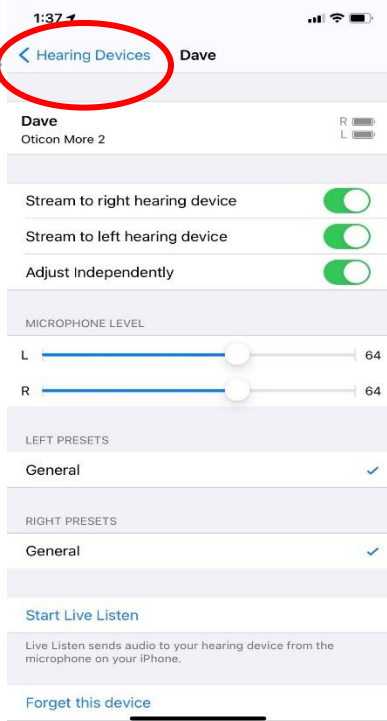 1:37
Hearing Devices Dave
Dave R
Oticon More 2 L
Stream to right hearing device
Stream to left hearing device
Adjust Independently
MICROPHONE LEVEL
L 64
R 64
LEFT PRESETS
General
RIGHT PRESETS
General
Start Live Listen
Live Listen sends audio to your hearing device from the
microphone on your iPhone.
Forget this device